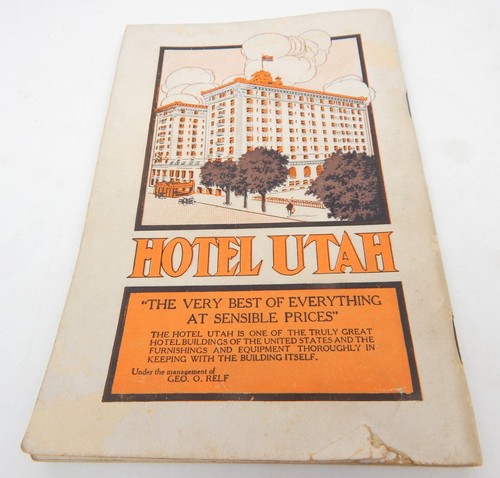 HOTEL UTAH
"THE VERY BEST OF EVERYTHING
AT SENSIBLE PRICES"
THE HOTEL UTAH IS ONE OF THE TRULY GREAT
HOTEL BUILDINGS OF THE UNITED STATES AND THE
FURNISHINGS AND EQUIPMENT THOROUGHLY IN
KEEPING WITH THE BUILDING ITSELF.
Under the management of
GEO. O. RELF